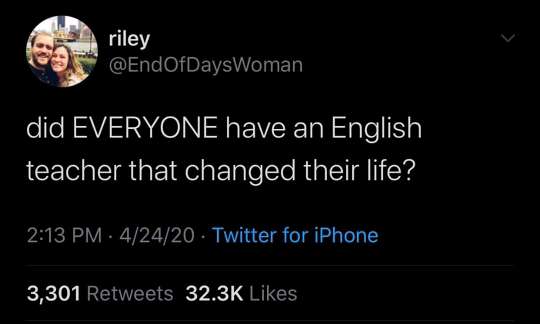 riley
@EndOfDaysWoman
did EVERYONE have an English
teacher that changed their life?
2:13 PM · 4/24/20 · Twitter for iPhone
3,301 Retweets 32.3K Likes